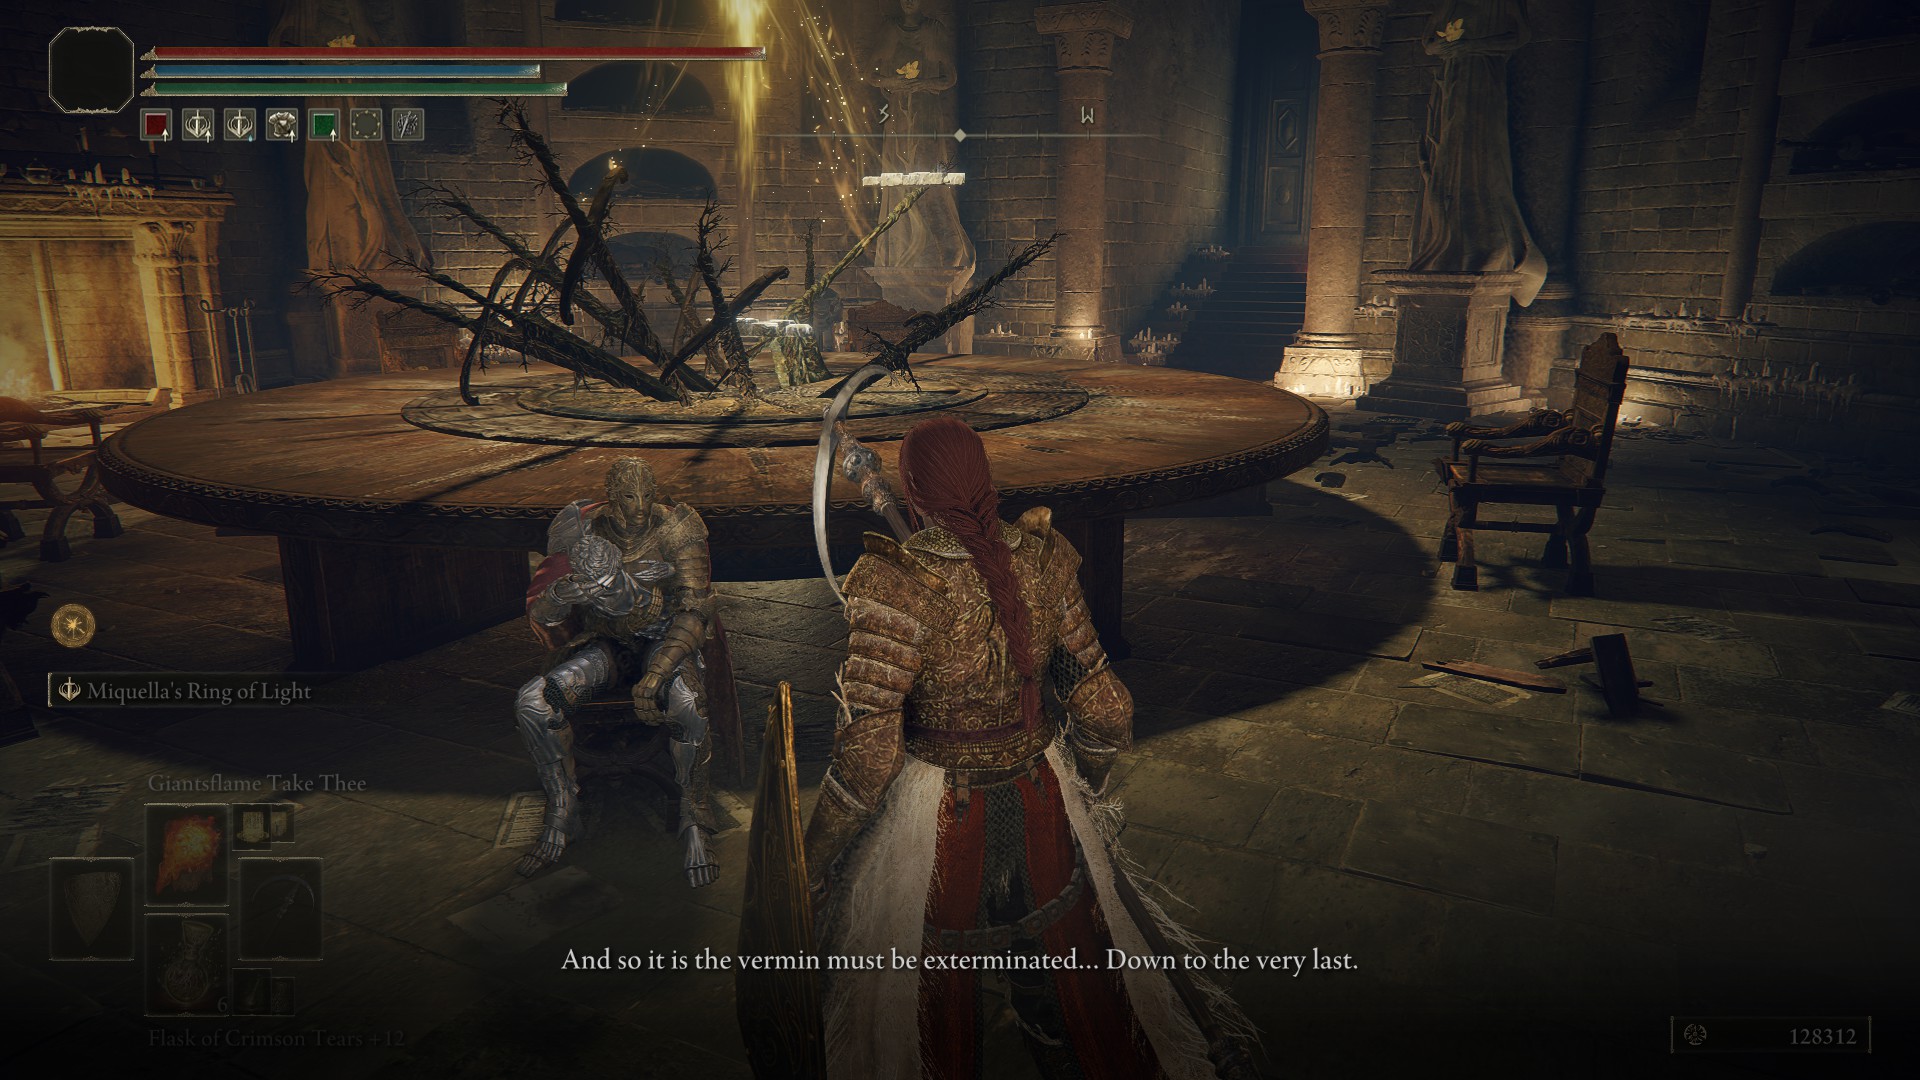 S
W
Miquella's Ring of Light
Giantsflame Take Thee
And so it is the vermin must be exterminated... Down to the very last.
6
Flask of Crimson Tears +12
128312